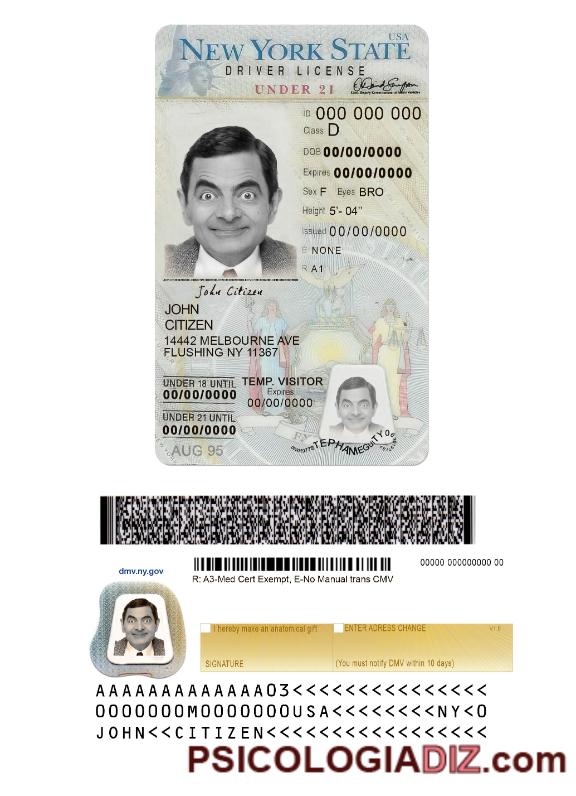 USA
NEW YORK STATE
DRIVER LICENSE
UNDER 21
ID 000 000 000
Class D
DOB 00/00/0000
Expires 00/00/0000
Sex F Eyes BRO
Height 5'- 04"
Issued 00/00/0000
E NONE
R A1
John Citizen
JOHN
CITIZEN
14442 MELBOURNE AVE
FLUSHING NY 11367
UNDER 18 UNTIL
00/00/0000
TEMP. VISITOR
Expires
00/00/0000
UNDER 21 UNTIL
00/00/0000
AUG 95
dmv.ny.gov
R: A3-Med Cert Exempt, E-No Manual trans CMV
00000 000000000 00
I hereby make an anatomical gift
ENTER ADRESS CHANGE
V1.0
SIGNATURE
(You must notify CMV within 10 days)
AAAAAAAAAAAAAO3<<<<<<<<<<<<<<<
0000000M0000000USA<<<<<<<<NY<0
JOHN<<CITIZEN<<<<<<<<<<<<<<<<<
PSICOLOGIADIZ.com